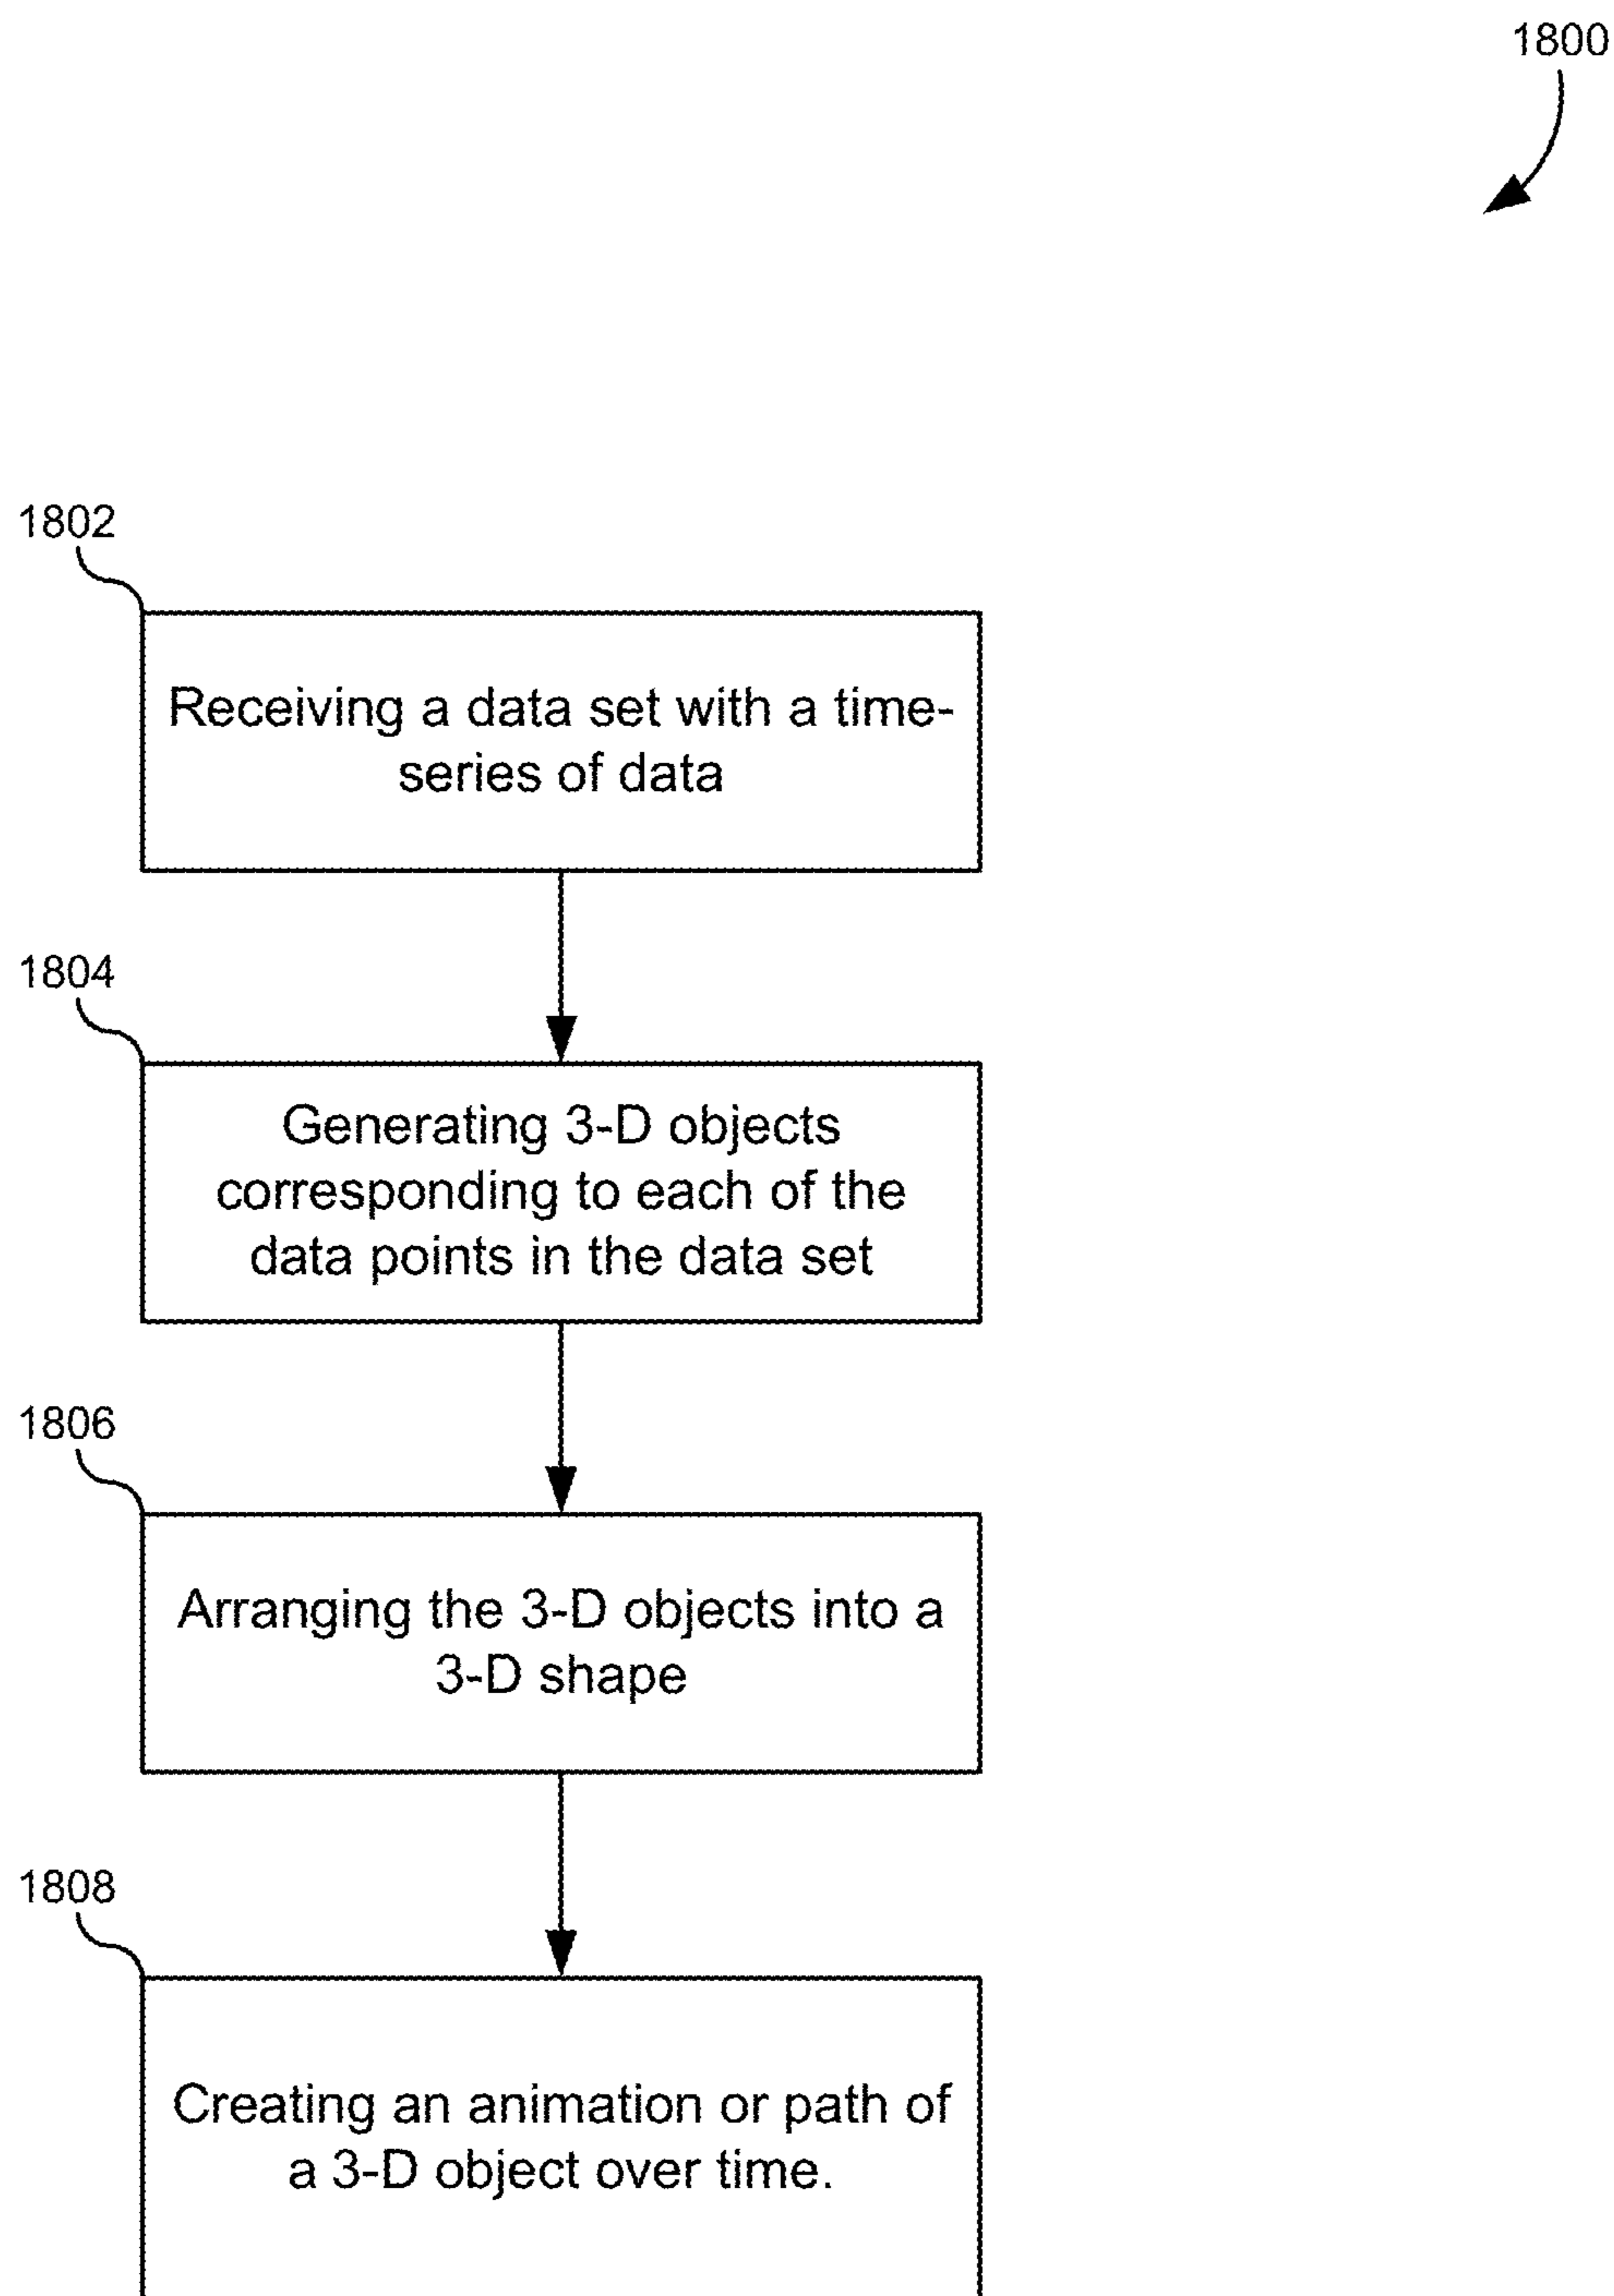 1800
1802
Receiving a data set with a time-
series of data
1804
Generating 3-D objects
corresponding to each of the
data points in the data set
1806
Arranging the 3-D objects into a
3-D shape
1808
Creating an animation or path of
a 3-D object over time.